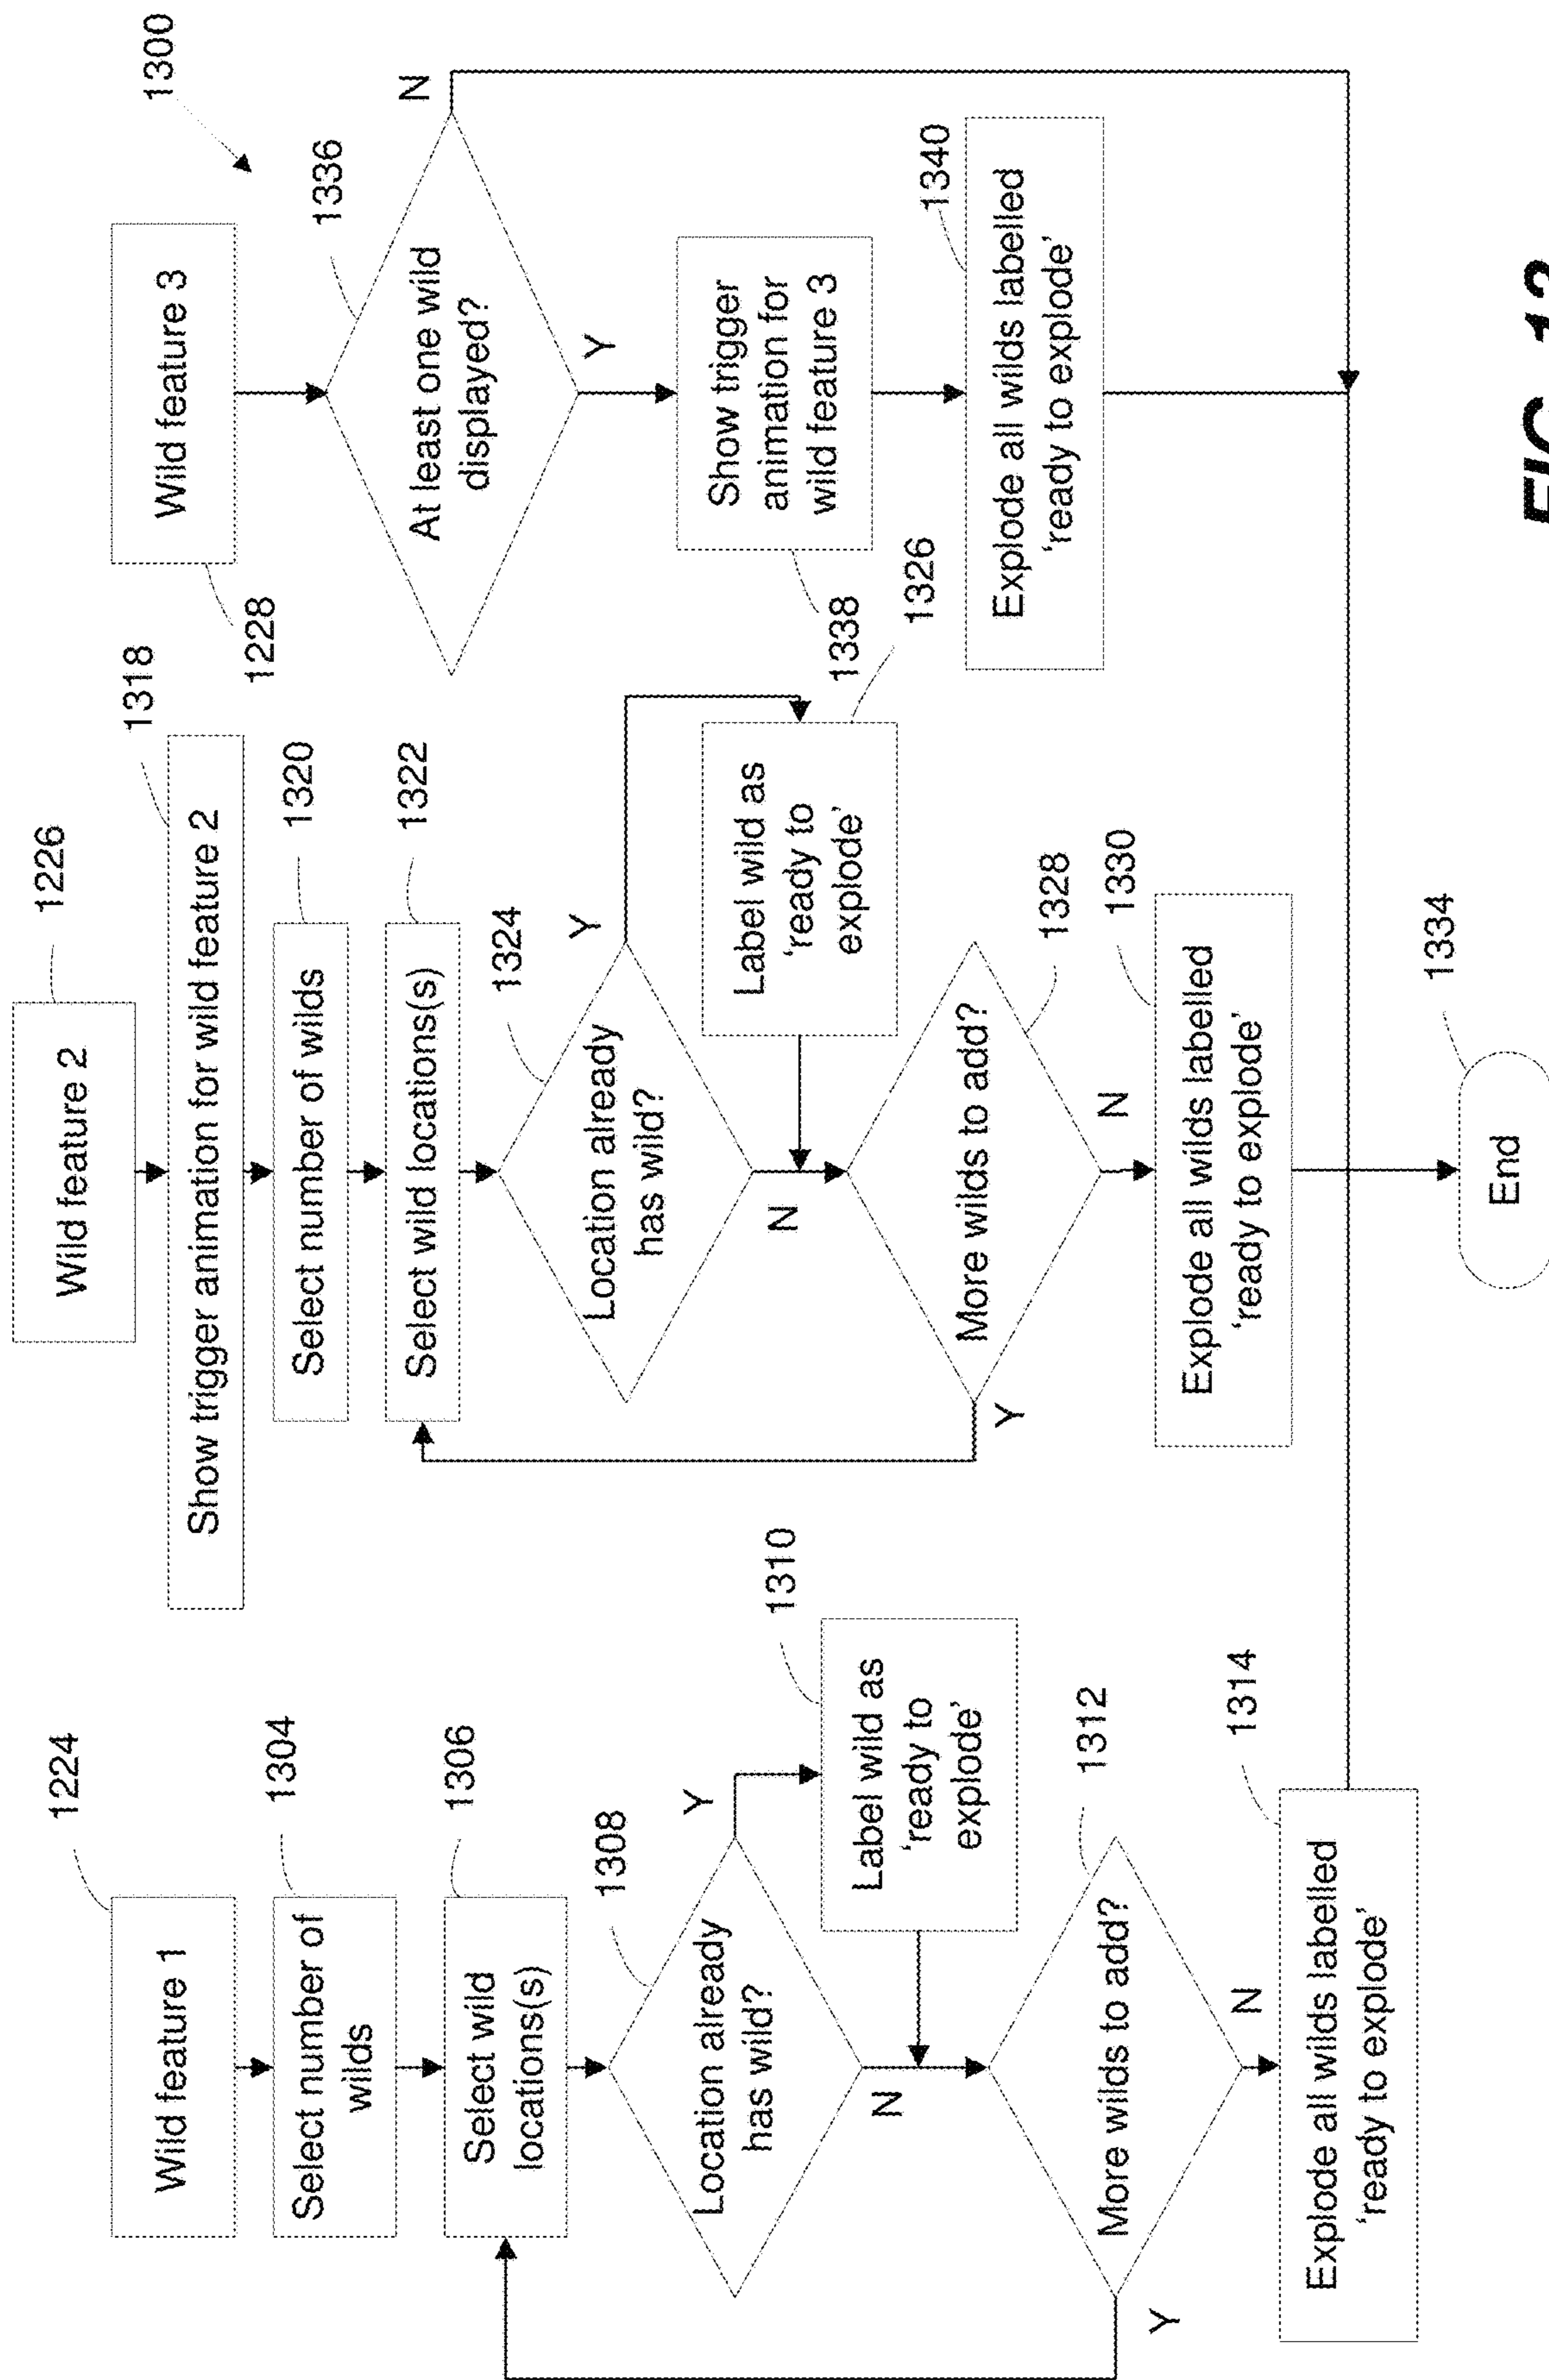 1300
Wild feature 1
1224
Select number of
wilds
1304
Select wild
locations(s)
1306
Location already
has wild?
1308
Y
N
Label wild as
‘ready to
explode’
1310
More wilds to add?
1312
Y
N
Explode all wilds labelled
‘ready to explode’
1314
Wild feature 2
1226
Show trigger animation for wild feature 2
1318
Select number of wilds
1320
Select wild locations(s)
1322
Location already
has wild?
1324
Y
N
Label wild as
‘ready to
explode’
1326
More wilds to add?
1328
Y
N
Explode all wilds labelled
‘ready to explode’
1330
End
1334
Wild feature 3
1228
At least one wild
displayed?
1336
N
Y
Show trigger
animation for
wild feature 3
1338
Explode all wilds labelled
‘ready to explode’
1340
FIG